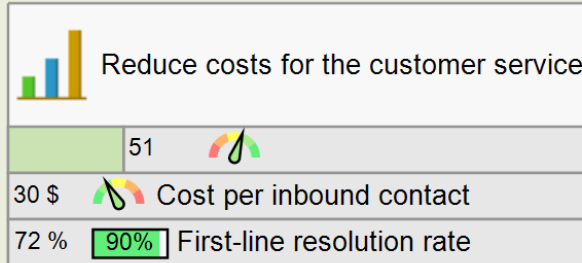 Reduce costs for the customer service
51
30 $ Cost per inbound contact
72 % 90% First-line resolution rate